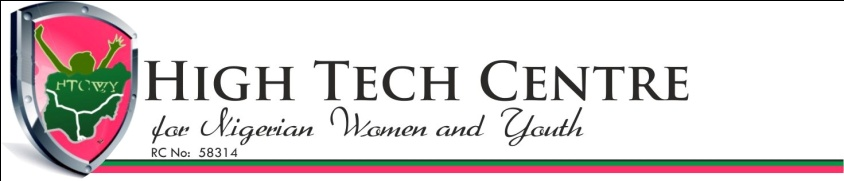 HTCWY
HIGH TECH CENTRE
for Nigerian Women and Youth
RC No: 58314